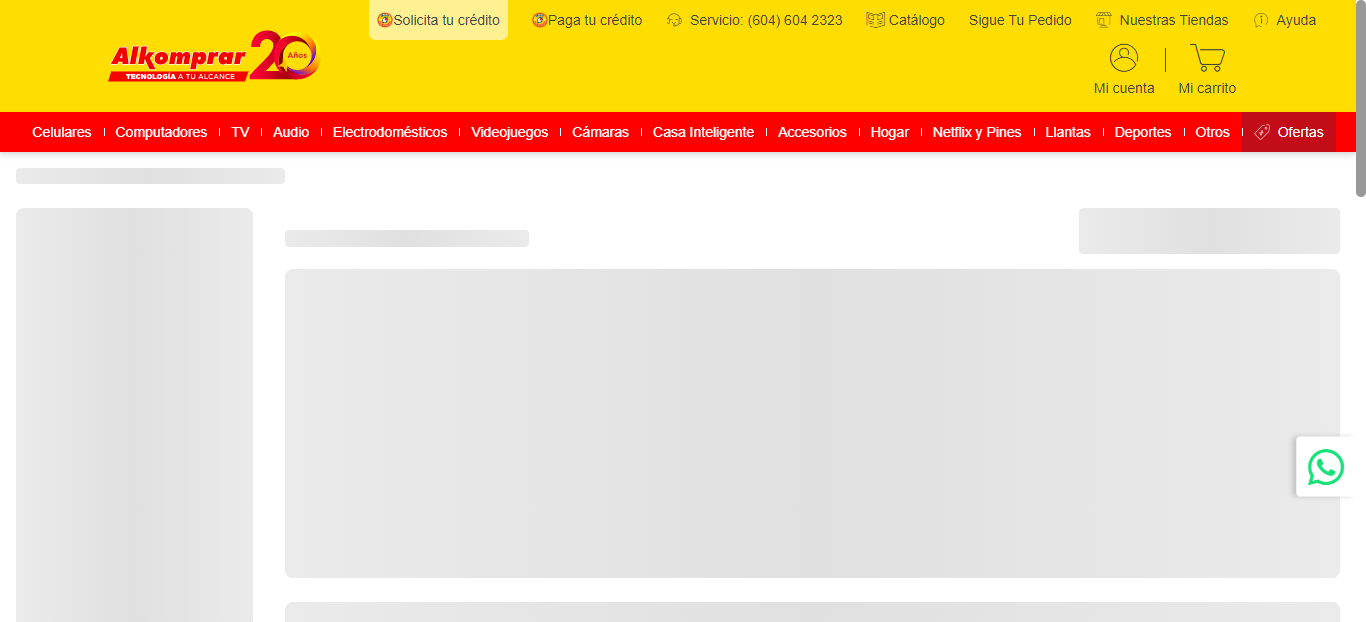 Solicita tu crédito
Paga tu crédito
Servicio: (604) 604 2323
Catálogo
Sigue Tu Pedido
Nuestras Tiendas
Ayuda
Alkomprar 20 Años
TECNOLOGÍA A TU ALCANCE
Mi cuenta
Mi carrito
Celulares
Computadores
TV
Audio
Electrodomésticos
Videojuegos
Cámaras
Casa Inteligente
Accesorios
Hogar
Netflix y Pines
Llantas
Deportes
Otros
Ofertas